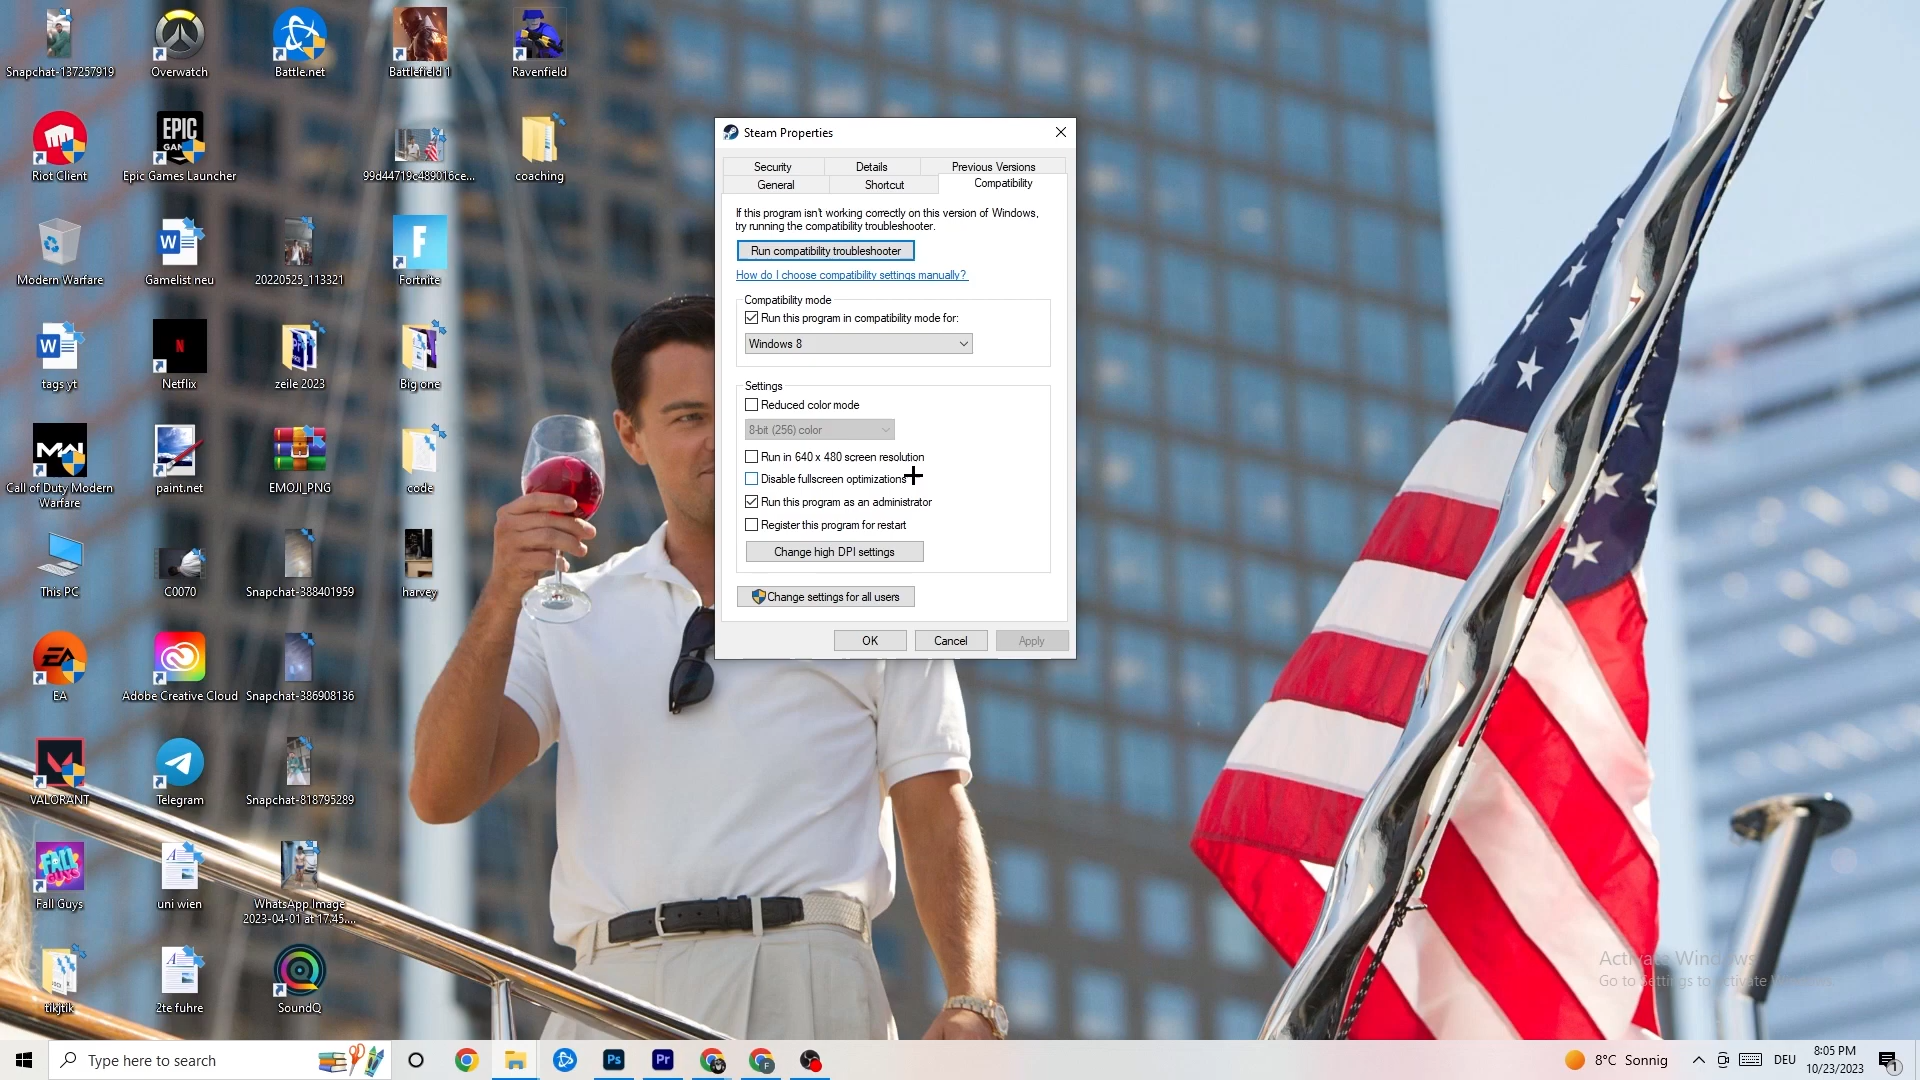 Snapchat-137257919
Overwatch
Battle.net
Battlefield 1
Ravenfield
Riot Client
EPIC
GAMES
Epic Games Launcher
99d44719c489016ce...
coaching
Modern Warfare
Gamelist neu
20220525_113321
Fortnite
tags yt
Netflix
zeile 2023
Big one
Call of Duty Modern
Warfare
paint.net
EMOJI_PNG
code
This PC
C0070
Snapchat-388401959
harvey
EA
Adobe Creative Cloud
Snapchat-386908136
VALORANT
Telegram
Snapchat-818795289
Fall Guys
uni wien
WhatsApp Image
2023-04-01 at 17.45....
tikjtik
2te fuhre
SoundQ
Steam Properties
Security
Details
Previous Versions
General
Shortcut
Compatibility
If this program isn't working correctly on this version of Windows,
try running the compatibility troubleshooter.
Run compatibility troubleshooter
How do I choose compatibility settings manually?
Compatibility mode
Run this program in compatibility mode for:
Windows 8
Settings
Reduced color mode
8-bit (256) color
Run in 640 x 480 screen resolution
Disable fullscreen optimizations
Run this program as an administrator
Register this program for restart
Change high DPI settings
Change settings for all users
OK
Cancel
Apply
Activate Windows
Go to Settings to activate Windows.
Type here to search
Ps
Pr
8°C Sonnig
DEU
8:05 PM
10/23/2023
1